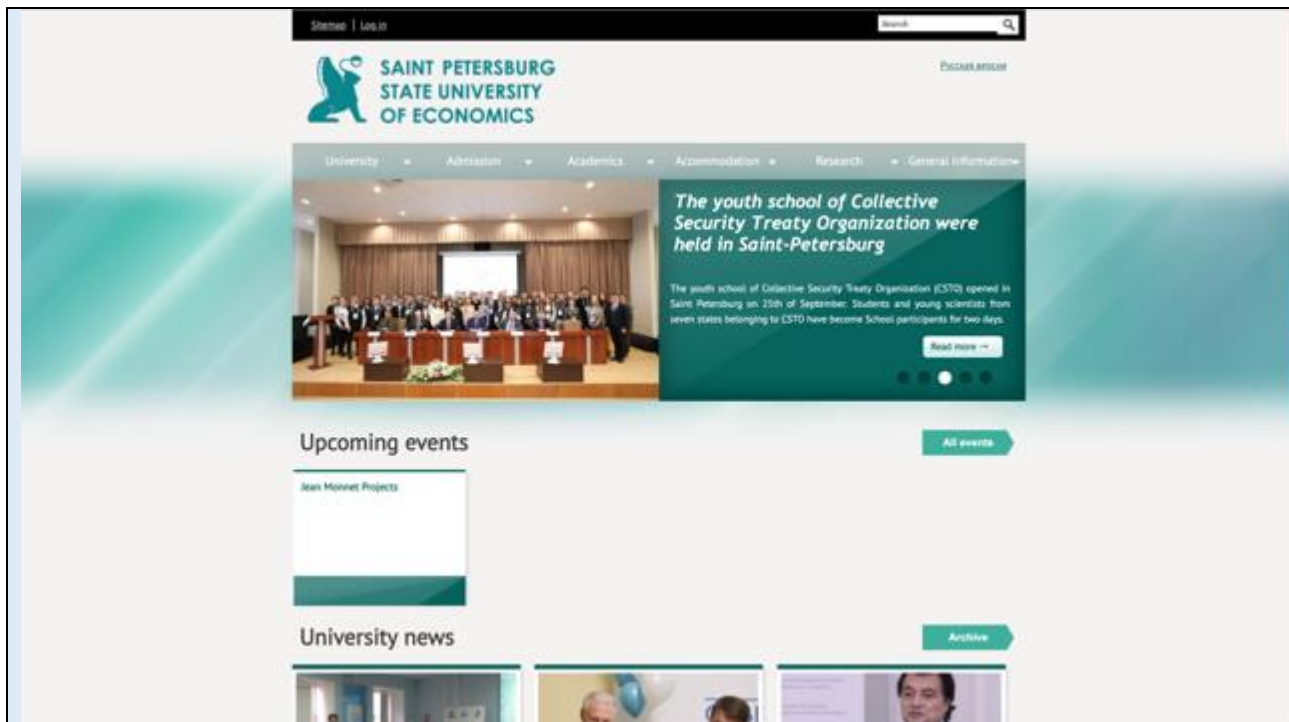 Sitemap | Log in
Search
SAINT PETERSBURG
STATE UNIVERSITY
OF ECONOMICS
Русская версия
University Admission Academics Accommodation Research General Information
The youth school of Collective
Security Treaty Organization were
held in Saint-Petersburg
The youth school of Collective Security Treaty Organization (CSTO) opened in
Saint Petersburg on 25th of September. Students and young scientists from
seven states belonging to CSTO have become School participants for two days.
Read more →
Upcoming events
All events
Jean Monnet Projects
University news
Archive